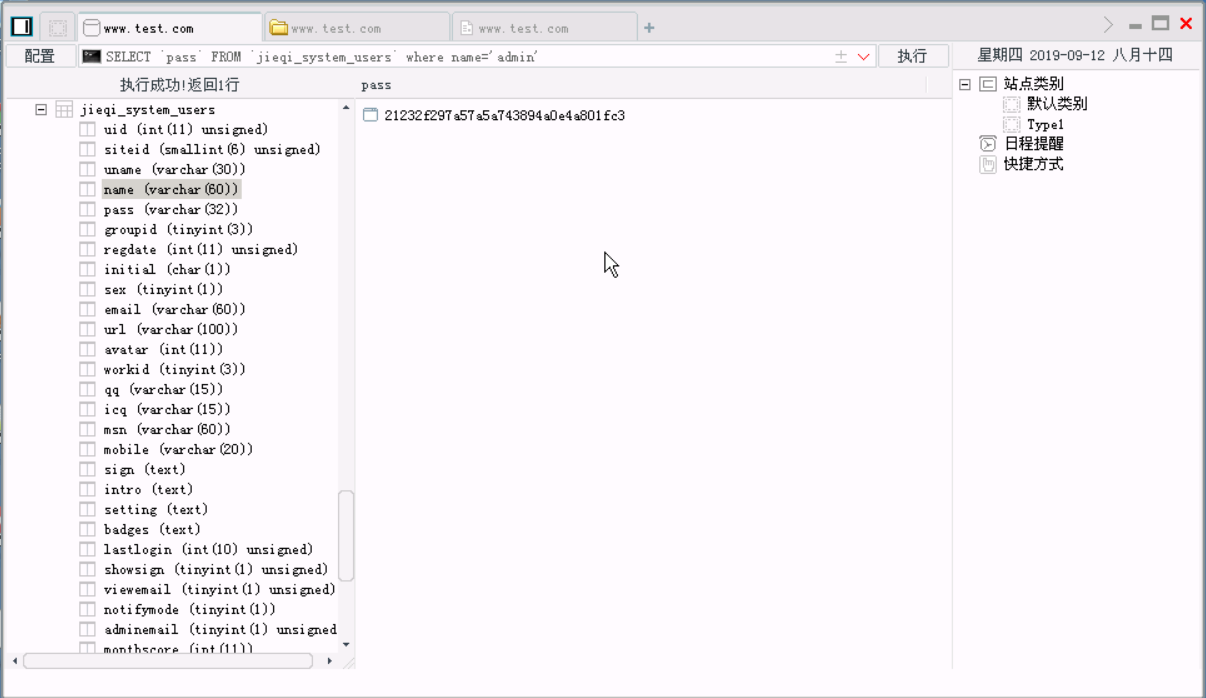 www.test.com
www.test.com
www.test.com
配置
SELECT `pass` FROM `jieqi_system_users` where name='admin'
执行
星期四 2019-09-12 八月十四
执行成功!返回1行
pass
jieqi_system_users
uid (int(11) unsigned)
siteid (smallint(6) unsigned)
uname (varchar(30))
name (varchar(60))
pass (varchar(32))
groupid (tinyint(3))
regdate (int(11) unsigned)
initial (char(1))
sex (tinyint(1))
email (varchar(60))
url (varchar(100))
avatar (int(11))
workid (tinyint(3))
qq (varchar(15))
icq (varchar(15))
msn (varchar(60))
mobile (varchar(20))
sign (text)
intro (text)
setting (text)
badges (text)
lastlogin (int(10) unsigned)
showsign (tinyint(1) unsigned)
viewemail (tinyint(1) unsigned)
notifymode (tinyint(1))
adminemail (tinyint(1) unsigned
monthscore (int(11))
21232f297a57a5a743894a0e4a801fc3
站点类别
默认类别
Type1
日程提醒
快捷方式